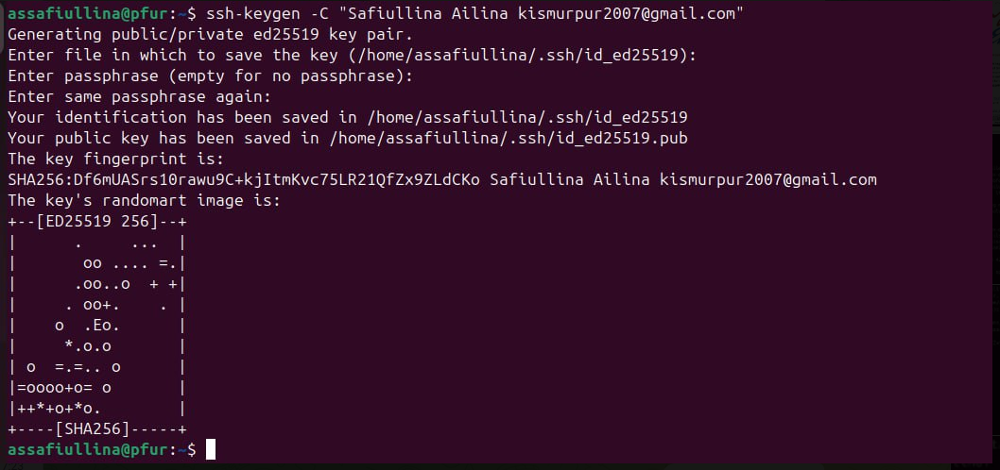 assafiullina@pfur:~$ ssh-keygen -C "Safiullina Ailina kismurpur2007@gmail.com"
Generating public/private ed25519 key pair.
Enter file in which to save the key (/home/assafiullina/.ssh/id_ed25519):
Enter passphrase (empty for no passphrase):
Enter same passphrase again:
Your identification has been saved in /home/assafiullina/.ssh/id_ed25519
Your public key has been saved in /home/assafiullina/.ssh/id_ed25519.pub
The key fingerprint is:
SHA256:Df6mUASrs10rawu9C+kjItmKvc75LR21QfZx9ZLdCKo Safiullina Ailina kismurpur2007@gmail.com
The key's randomart image is:
+--[ED25519 256]--+
|      .     ...  |
|       oo .... =.|
|      .oo..o  + +|
|     . oo+.    . |
|    o  .Eo.      |
|     *.o.o       |
| o  =.=.. o      |
|=oooo+o= o       |
|++*+o+*o.        |
+----[SHA256]-----+
assafiullina@pfur:~$